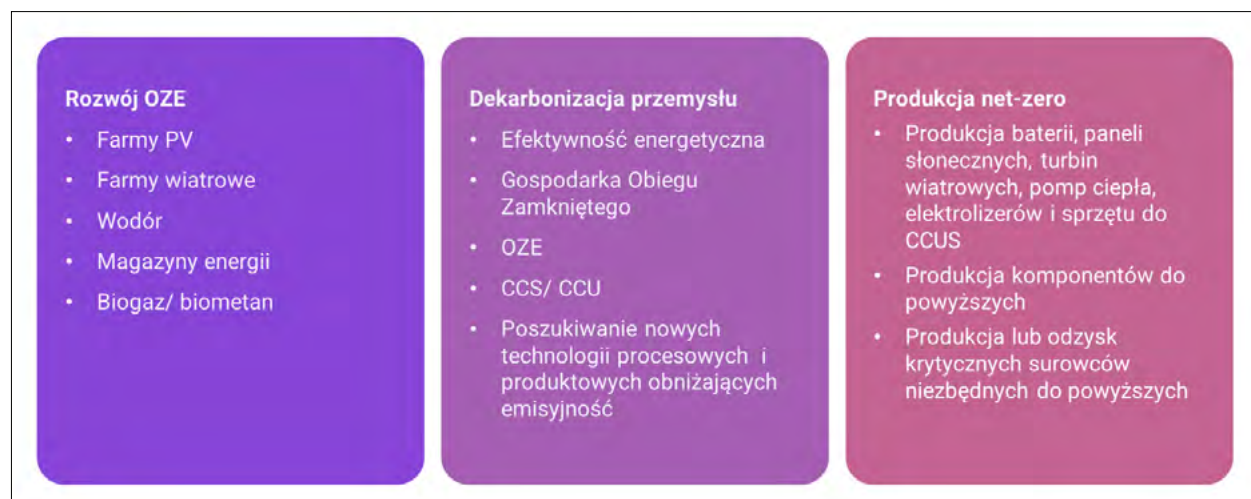 Rozwój OZE
• Farmy PV
• Farmy wiatrowe
• Wodór
• Magazyny energii
• Biogaz/ biometan
Dekarbonizacja przemysłu
• Efektywność energetyczna
• Gospodarka Obiegu
Zamkniętego
• OZE
• CCS/ CCU
• Poszukiwanie nowych
technologii procesowych i
produktowych obniżających
emisyjność
Produkcja net-zero
• Produkcja baterii, paneli
słonecznych, turbin
wiatrowych, pomp ciepła,
elektrolizerów i sprzętu do
CCUS
• Produkcja komponentów do
powyższych
• Produkcja lub odzysk
krytycznych surowców
niezbędnych do powyższych